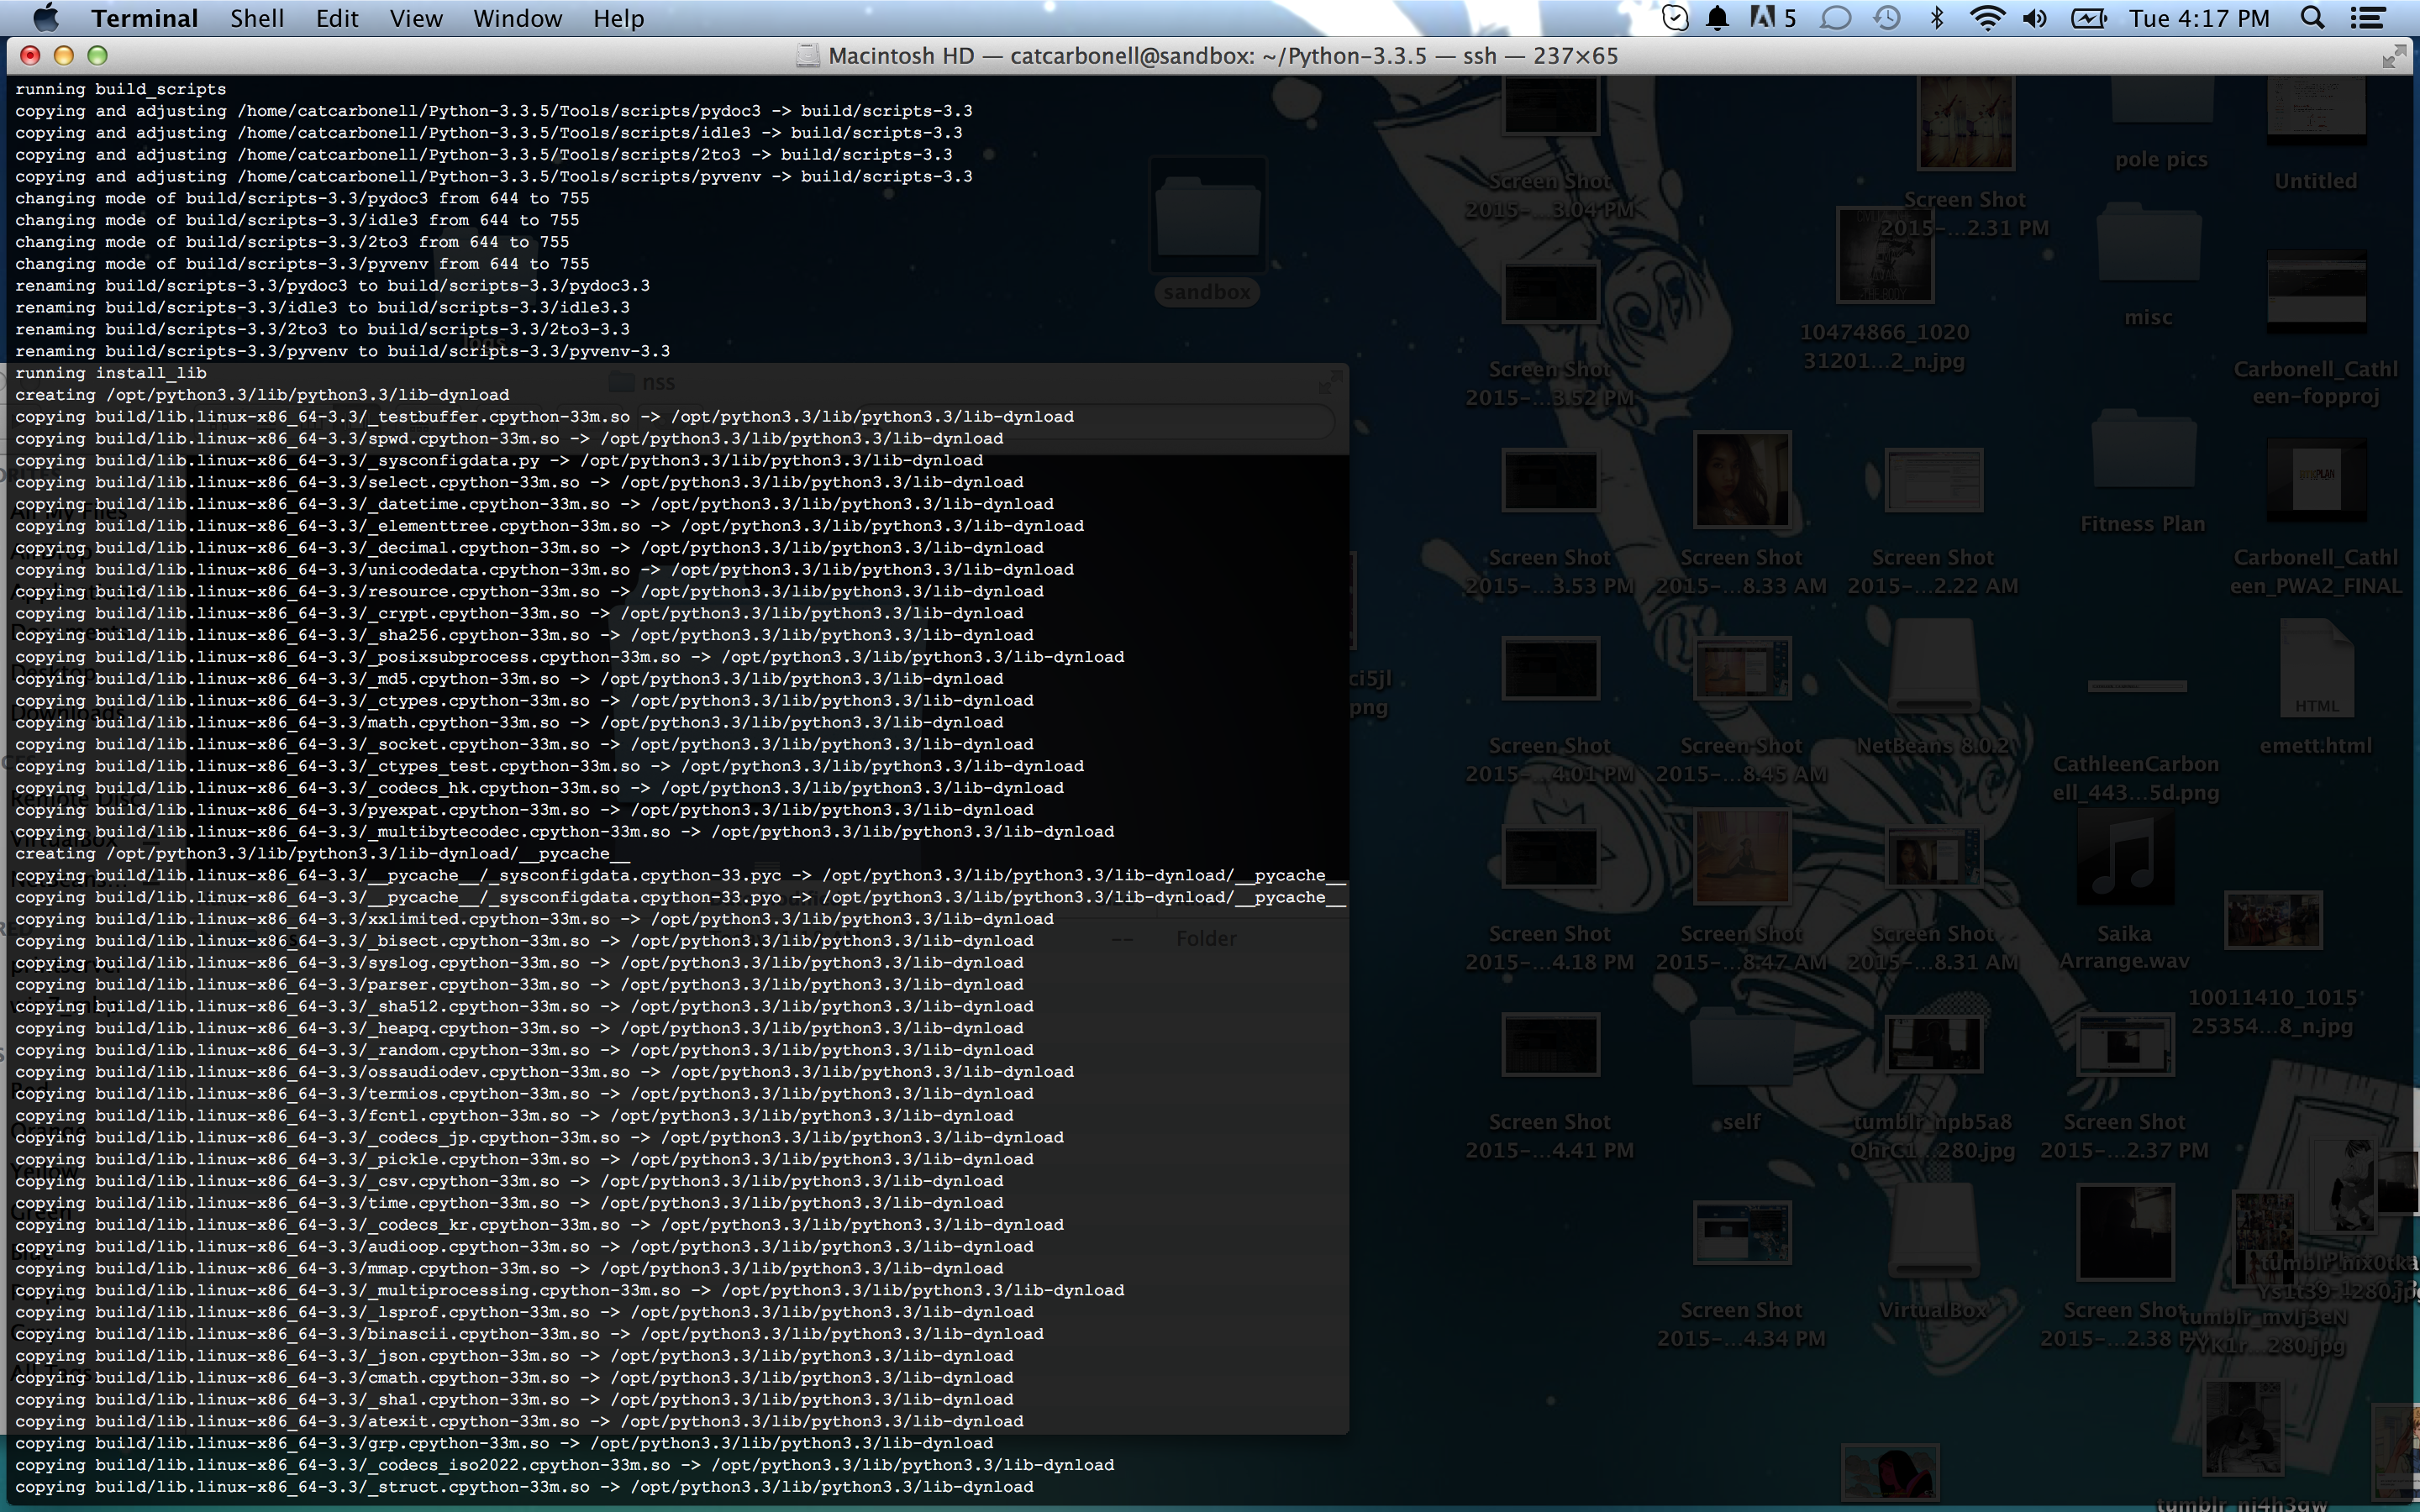 Terminal Shell Edit View Window Help 5 Tue 4:17 PM
Macintosh HD — catcarbonell@sandbox: ~/Python-3.3.5 — ssh — 237×65
running build_scripts
copying and adjusting /home/catcarbonell/Python-3.3.5/Tools/scripts/pydoc3 -> build/scripts-3.3
copying and adjusting /home/catcarbonell/Python-3.3.5/Tools/scripts/idle3 -> build/scripts-3.3
copying and adjusting /home/catcarbonell/Python-3.3.5/Tools/scripts/2to3 -> build/scripts-3.3
copying and adjusting /home/catcarbonell/Python-3.3.5/Tools/scripts/pyvenv -> build/scripts-3.3
changing mode of build/scripts-3.3/pydoc3 from 644 to 755
changing mode of build/scripts-3.3/idle3 from 644 to 755
changing mode of build/scripts-3.3/2to3 from 644 to 755
changing mode of build/scripts-3.3/pyvenv from 644 to 755
renaming build/scripts-3.3/pydoc3 to build/scripts-3.3/pydoc3.3
renaming build/scripts-3.3/idle3 to build/scripts-3.3/idle3.3
renaming build/scripts-3.3/2to3 to build/scripts-3.3/2to3-3.3
renaming build/scripts-3.3/pyvenv to build/scripts-3.3/pyvenv-3.3
running install_lib
creating /opt/python3.3/lib/python3.3/lib-dynload
copying build/lib.linux-x86_64-3.3/_testbuffer.cpython-33m.so -> /opt/python3.3/lib/python3.3/lib-dynload
copying build/lib.linux-x86_64-3.3/spwd.cpython-33m.so -> /opt/python3.3/lib/python3.3/lib-dynload
copying build/lib.linux-x86_64-3.3/_sysconfigdata.py -> /opt/python3.3/lib/python3.3/lib-dynload
copying build/lib.linux-x86_64-3.3/select.cpython-33m.so -> /opt/python3.3/lib/python3.3/lib-dynload
copying build/lib.linux-x86_64-3.3/_datetime.cpython-33m.so -> /opt/python3.3/lib/python3.3/lib-dynload
copying build/lib.linux-x86_64-3.3/_elementtree.cpython-33m.so -> /opt/python3.3/lib/python3.3/lib-dynload
copying build/lib.linux-x86_64-3.3/_decimal.cpython-33m.so -> /opt/python3.3/lib/python3.3/lib-dynload
copying build/lib.linux-x86_64-3.3/unicodedata.cpython-33m.so -> /opt/python3.3/lib/python3.3/lib-dynload
copying build/lib.linux-x86_64-3.3/resource.cpython-33m.so -> /opt/python3.3/lib/python3.3/lib-dynload
copying build/lib.linux-x86_64-3.3/_crypt.cpython-33m.so -> /opt/python3.3/lib/python3.3/lib-dynload
copying build/lib.linux-x86_64-3.3/_sha256.cpython-33m.so -> /opt/python3.3/lib/python3.3/lib-dynload
copying build/lib.linux-x86_64-3.3/_posixsubprocess.cpython-33m.so -> /opt/python3.3/lib/python3.3/lib-dynload
copying build/lib.linux-x86_64-3.3/_md5.cpython-33m.so -> /opt/python3.3/lib/python3.3/lib-dynload
copying build/lib.linux-x86_64-3.3/_ctypes.cpython-33m.so -> /opt/python3.3/lib/python3.3/lib-dynload
copying build/lib.linux-x86_64-3.3/math.cpython-33m.so -> /opt/python3.3/lib/python3.3/lib-dynload
copying build/lib.linux-x86_64-3.3/_socket.cpython-33m.so -> /opt/python3.3/lib/python3.3/lib-dynload
copying build/lib.linux-x86_64-3.3/_ctypes_test.cpython-33m.so -> /opt/python3.3/lib/python3.3/lib-dynload
copying build/lib.linux-x86_64-3.3/_codecs_hk.cpython-33m.so -> /opt/python3.3/lib/python3.3/lib-dynload
copying build/lib.linux-x86_64-3.3/pyexpat.cpython-33m.so -> /opt/python3.3/lib/python3.3/lib-dynload
copying build/lib.linux-x86_64-3.3/_multibytecodec.cpython-33m.so -> /opt/python3.3/lib/python3.3/lib-dynload
creating /opt/python3.3/lib/python3.3/lib-dynload/__pycache__
copying build/lib.linux-x86_64-3.3/__pycache__/_sysconfigdata.cpython-33.pyc -> /opt/python3.3/lib/python3.3/lib-dynload/__pycache__
copying build/lib.linux-x86_64-3.3/__pycache__/_sysconfigdata.cpython-33.pyo -> /opt/python3.3/lib/python3.3/lib-dynload/__pycache__
copying build/lib.linux-x86_64-3.3/xxlimited.cpython-33m.so -> /opt/python3.3/lib/python3.3/lib-dynload
copying build/lib.linux-x86_64-3.3/_bisect.cpython-33m.so -> /opt/python3.3/lib/python3.3/lib-dynload
copying build/lib.linux-x86_64-3.3/syslog.cpython-33m.so -> /opt/python3.3/lib/python3.3/lib-dynload
copying build/lib.linux-x86_64-3.3/parser.cpython-33m.so -> /opt/python3.3/lib/python3.3/lib-dynload
copying build/lib.linux-x86_64-3.3/_sha512.cpython-33m.so -> /opt/python3.3/lib/python3.3/lib-dynload
copying build/lib.linux-x86_64-3.3/_heapq.cpython-33m.so -> /opt/python3.3/lib/python3.3/lib-dynload
copying build/lib.linux-x86_64-3.3/_random.cpython-33m.so -> /opt/python3.3/lib/python3.3/lib-dynload
copying build/lib.linux-x86_64-3.3/ossaudiodev.cpython-33m.so -> /opt/python3.3/lib/python3.3/lib-dynload
copying build/lib.linux-x86_64-3.3/termios.cpython-33m.so -> /opt/python3.3/lib/python3.3/lib-dynload
copying build/lib.linux-x86_64-3.3/fcntl.cpython-33m.so -> /opt/python3.3/lib/python3.3/lib-dynload
copying build/lib.linux-x86_64-3.3/_codecs_jp.cpython-33m.so -> /opt/python3.3/lib/python3.3/lib-dynload
copying build/lib.linux-x86_64-3.3/_pickle.cpython-33m.so -> /opt/python3.3/lib/python3.3/lib-dynload
copying build/lib.linux-x86_64-3.3/_csv.cpython-33m.so -> /opt/python3.3/lib/python3.3/lib-dynload
copying build/lib.linux-x86_64-3.3/time.cpython-33m.so -> /opt/python3.3/lib/python3.3/lib-dynload
copying build/lib.linux-x86_64-3.3/_codecs_kr.cpython-33m.so -> /opt/python3.3/lib/python3.3/lib-dynload
copying build/lib.linux-x86_64-3.3/audioop.cpython-33m.so -> /opt/python3.3/lib/python3.3/lib-dynload
copying build/lib.linux-x86_64-3.3/mmap.cpython-33m.so -> /opt/python3.3/lib/python3.3/lib-dynload
copying build/lib.linux-x86_64-3.3/_multiprocessing.cpython-33m.so -> /opt/python3.3/lib/python3.3/lib-dynload
copying build/lib.linux-x86_64-3.3/_lsprof.cpython-33m.so -> /opt/python3.3/lib/python3.3/lib-dynload
copying build/lib.linux-x86_64-3.3/binascii.cpython-33m.so -> /opt/python3.3/lib/python3.3/lib-dynload
copying build/lib.linux-x86_64-3.3/_json.cpython-33m.so -> /opt/python3.3/lib/python3.3/lib-dynload
copying build/lib.linux-x86_64-3.3/cmath.cpython-33m.so -> /opt/python3.3/lib/python3.3/lib-dynload
copying build/lib.linux-x86_64-3.3/_sha1.cpython-33m.so -> /opt/python3.3/lib/python3.3/lib-dynload
copying build/lib.linux-x86_64-3.3/atexit.cpython-33m.so -> /opt/python3.3/lib/python3.3/lib-dynload
copying build/lib.linux-x86_64-3.3/grp.cpython-33m.so -> /opt/python3.3/lib/python3.3/lib-dynload
copying build/lib.linux-x86_64-3.3/_codecs_iso2022.cpython-33m.so -> /opt/python3.3/lib/python3.3/lib-dynload
copying build/lib.linux-x86_64-3.3/_struct.cpython-33m.so -> /opt/python3.3/lib/python3.3/lib-dynload
sandbox
logs
nss
Folder
ci5jl
png
Screen Shot
2015-...3.04 PM
Screen Shot
2015-...3.52 PM
Screen Shot
2015-...3.53 PM
Screen Shot
2015-...4.01 PM
Screen Shot
2015-...4.18 PM
Screen Shot
2015-...4.41 PM
Screen Shot
2015-...8.33 AM
Screen Shot
2015-...8.45 AM
Screen Shot
2015-...8.47 AM
self
Screen Shot
2015-...4.34 PM
Screen Shot
2015-...2.31 PM
10474866_1020
31201...2_n.jpg
Screen Shot
2015-...2.22 AM
NetBeans 8.0.2
Screen Shot
2015-...8.31 AM
tumblr_npb5a8
QhrC1...280.jpg
VirtualBox
pole pics
misc
Fitness Plan
CathleenCarbon
ell_443...5d.png
Saika
Arrange.wav
Screen Shot
2015-...2.37 PM
Screen Shot
2015-...2.38 PM
Untitled
Carbonell_Cathl
een-fopproj
Carbonell_Cathl
een_PWA2_FINAL
HTML
emett.html
10011410_1015
25354...8_n.jpg